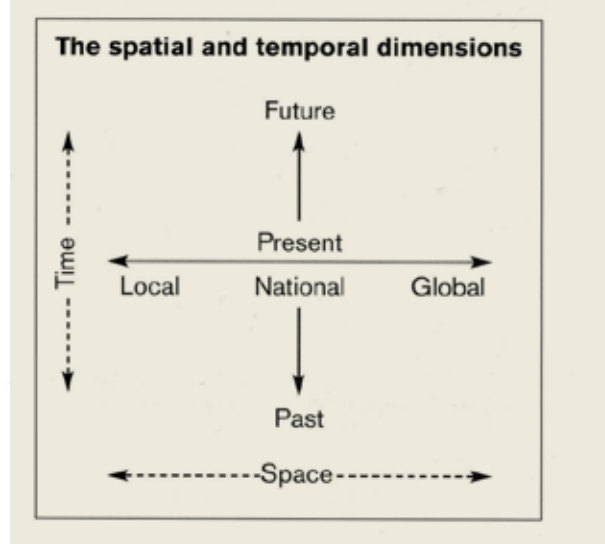 The spatial and temporal dimensions
Future
Present
Time
Local National Global
Past
Space